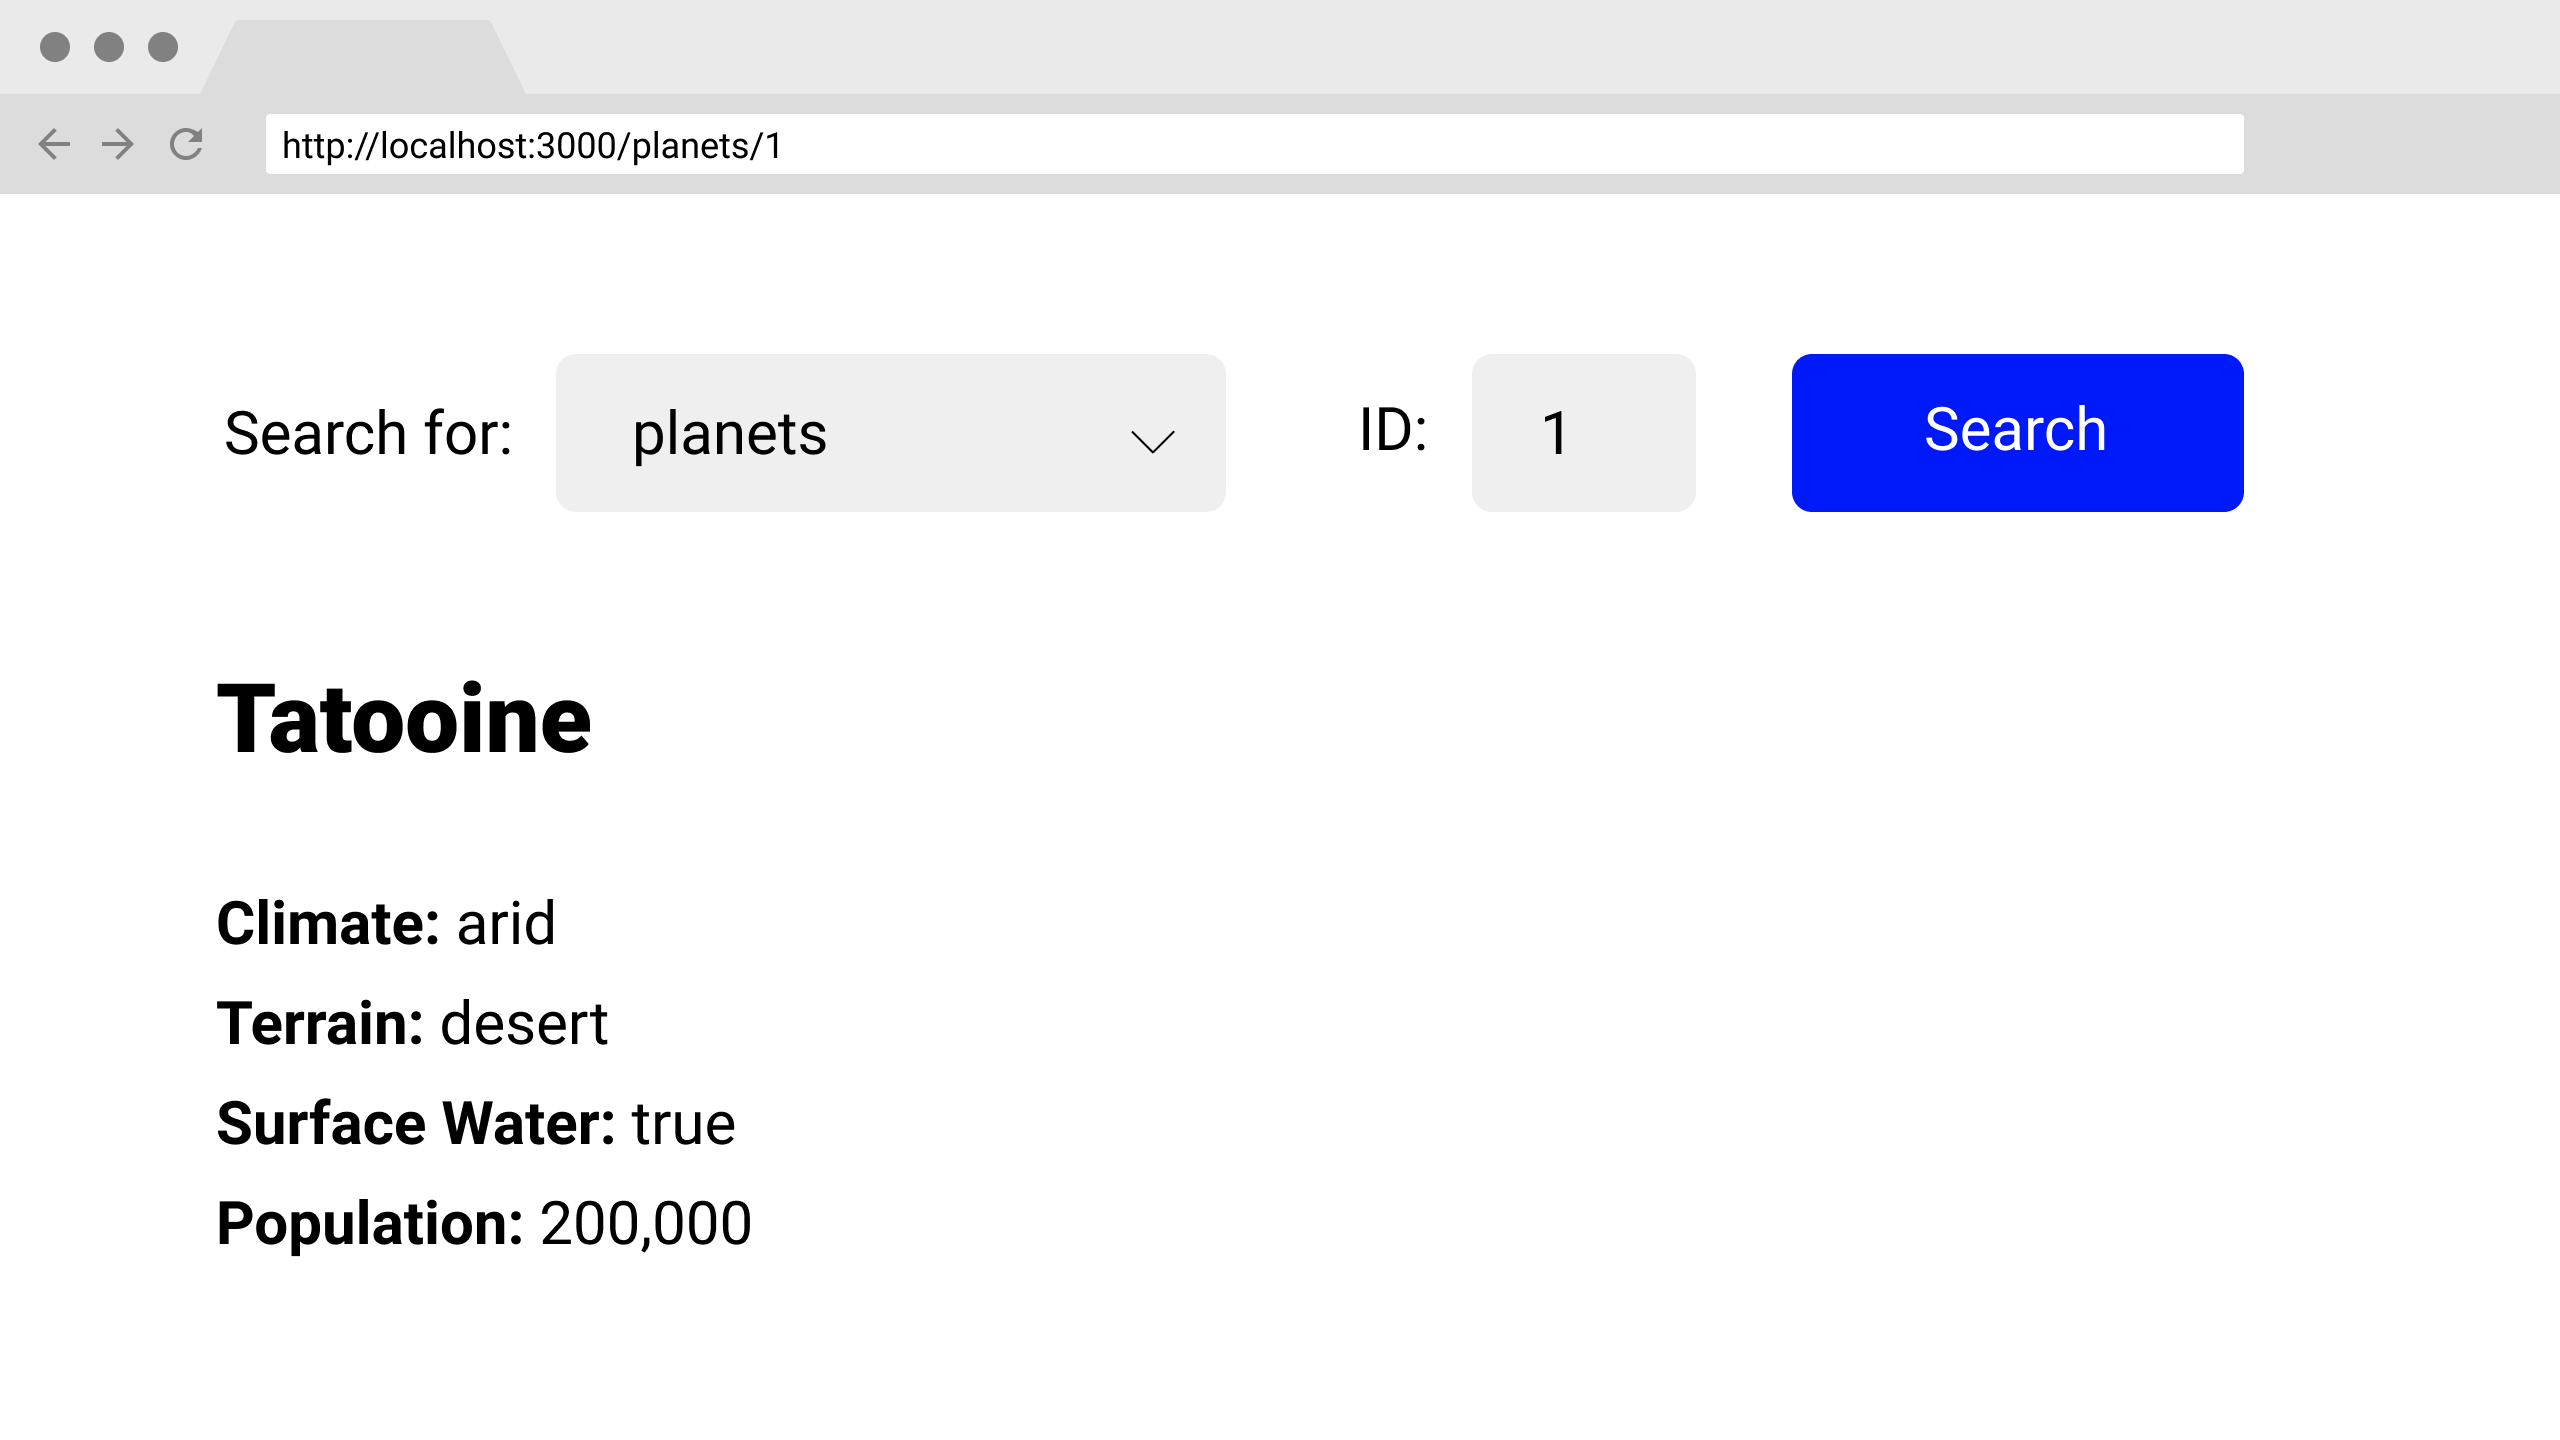 http://localhost:3000/planets/1
Search for: planets ID: 1 Search
Tatooine
Climate: arid
Terrain: desert
Surface Water: true
Population: 200,000